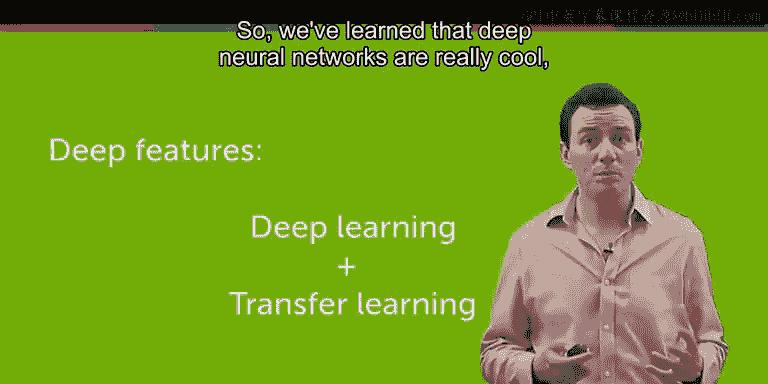 So, we've learned that deep
neural networks are really cool,
Deep features:
Deep learning
+
Transfer learning